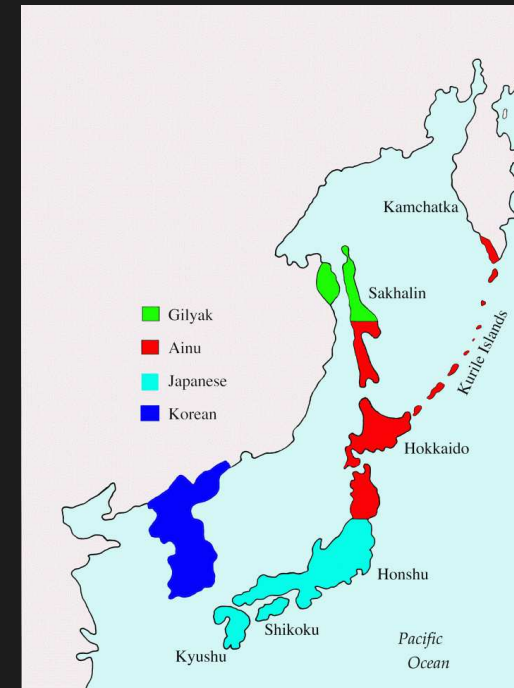 Kamchatka
Sakhalin
Gilyak
Ainu
Japanese
Korean
Kurile Islands
Hokkaido
Honshu
Shikoku
Kyushu
Pacific
Ocean